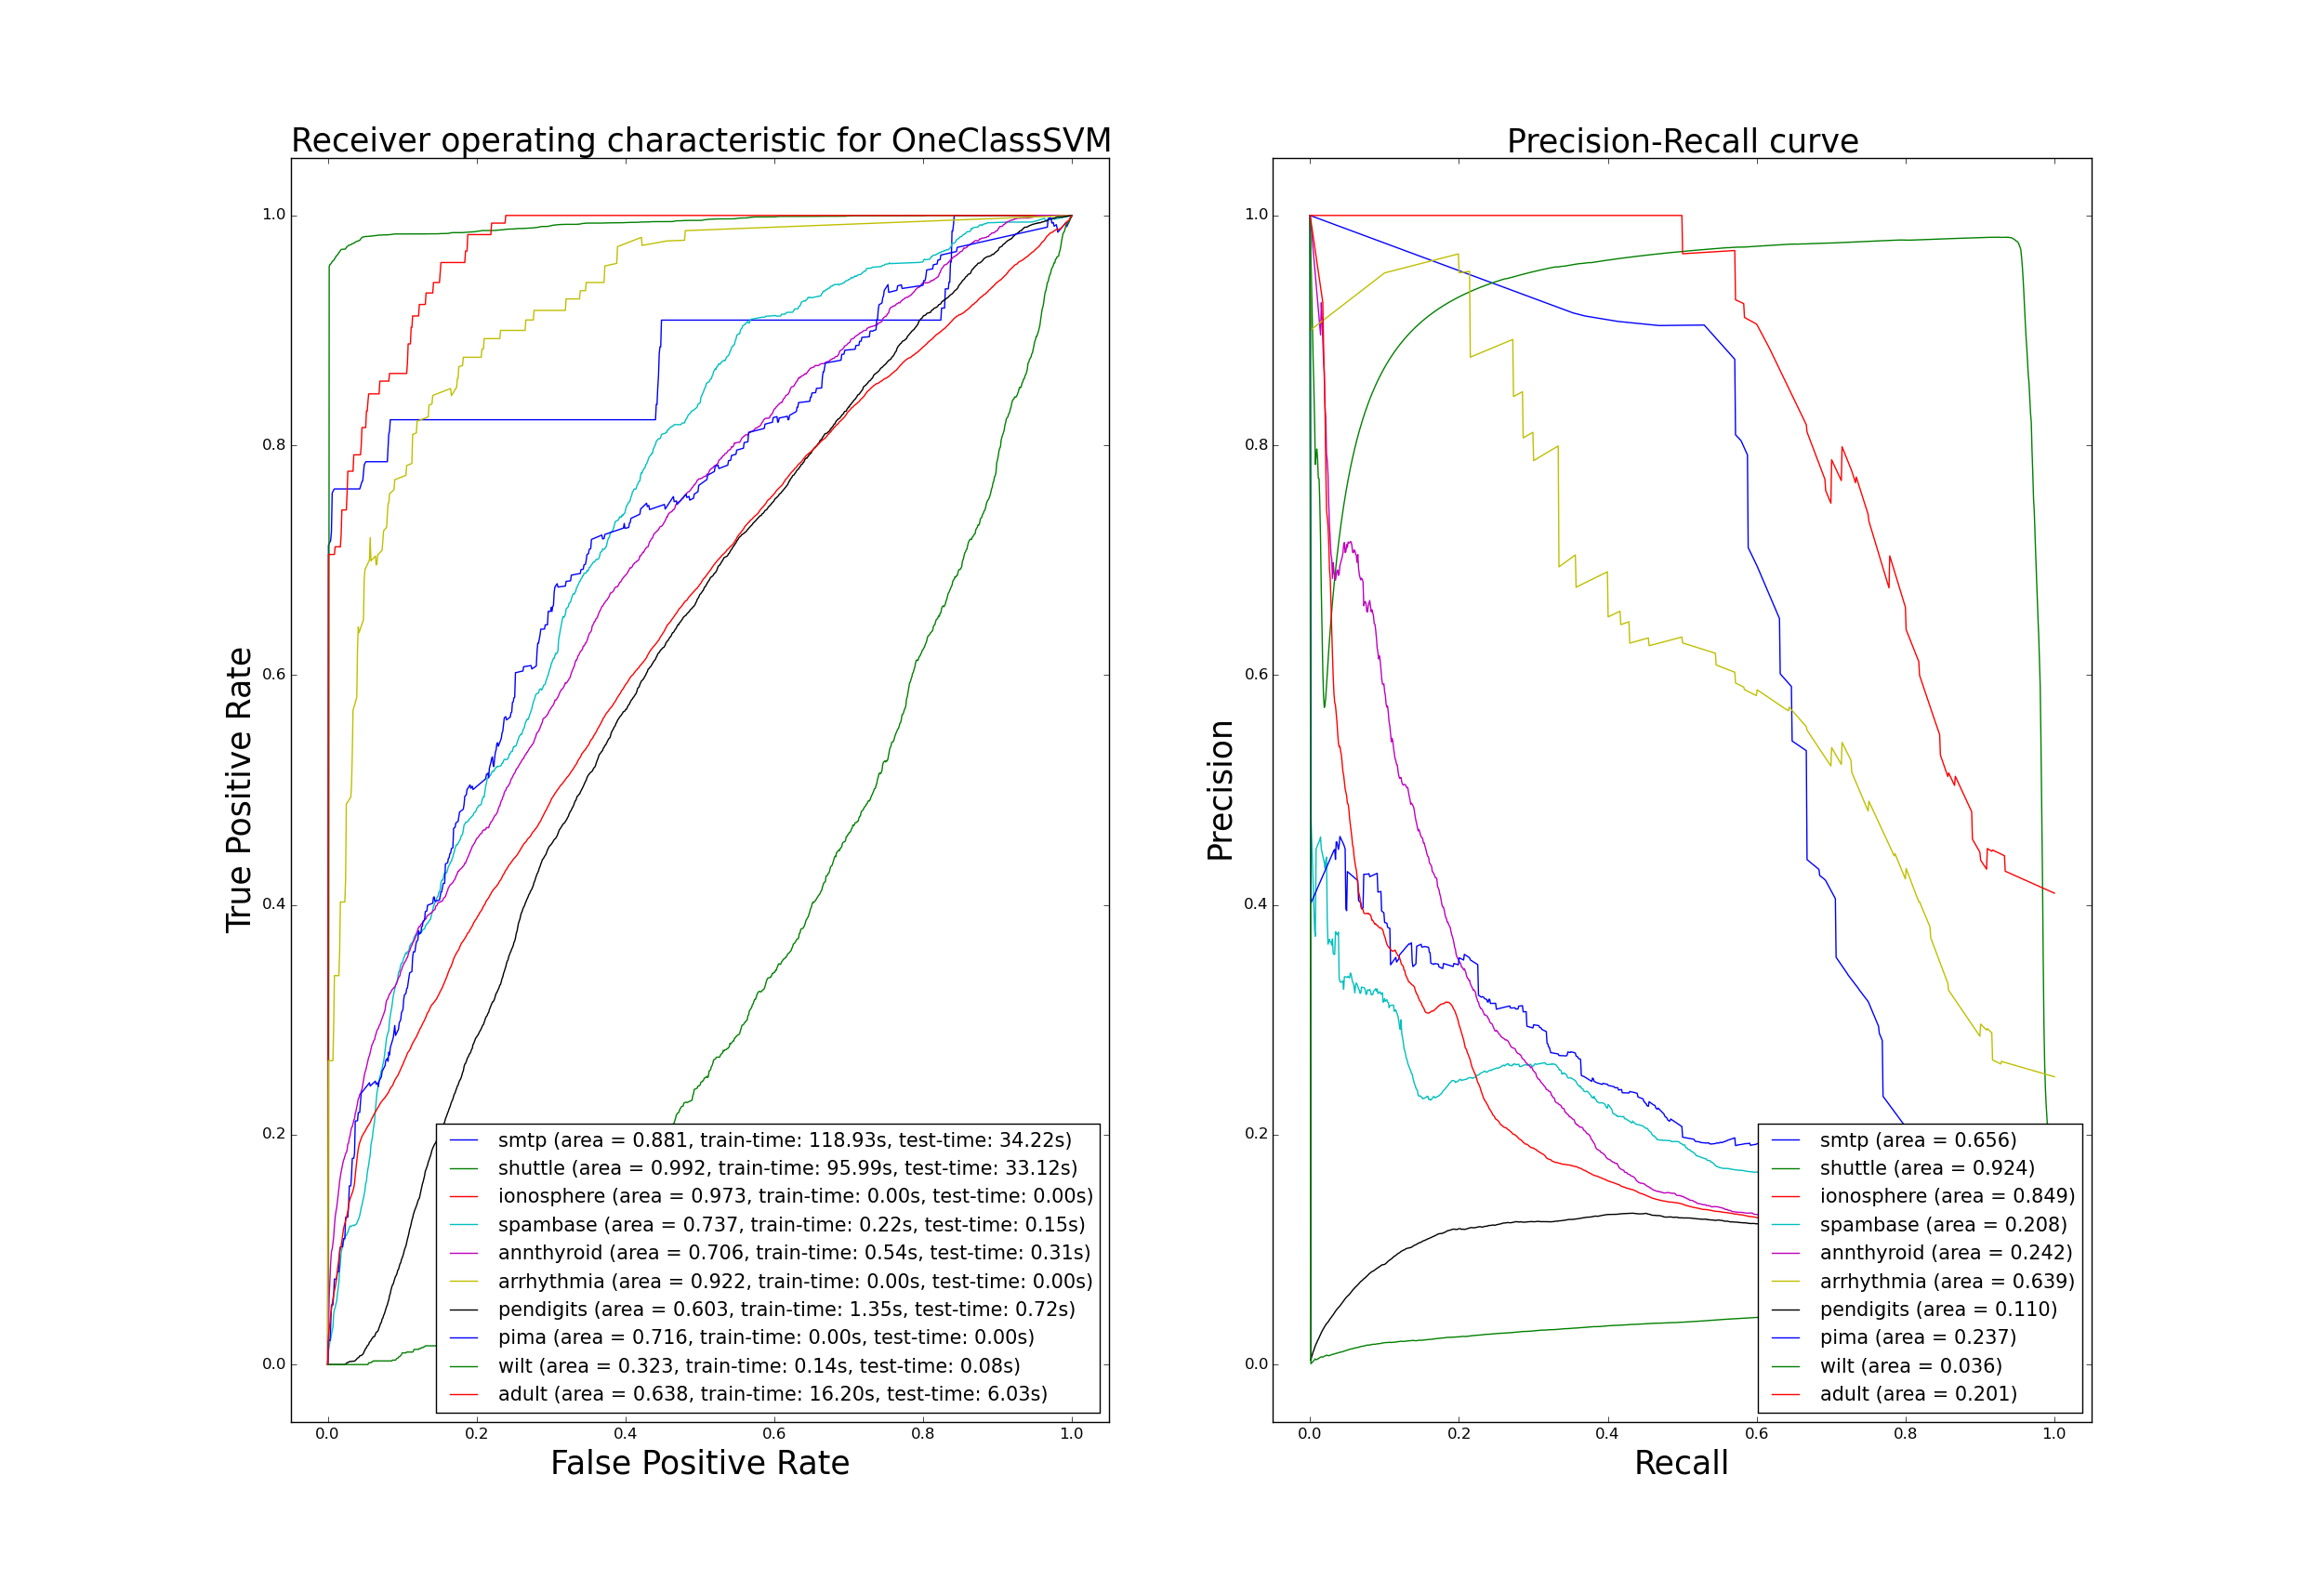 Receiver operating characteristic for OneClassSVM
True Positive Rate
1.0
0.8
0.6
0.4
0.2
0.0
smtp (area = 0.881, train-time: 118.93s, test-time: 34.22s)
shuttle (area = 0.992, train-time: 95.99s, test-time: 33.12s)
ionosphere (area = 0.973, train-time: 0.00s, test-time: 0.00s)
spambase (area = 0.737, train-time: 0.22s, test-time: 0.15s)
annthyroid (area = 0.706, train-time: 0.54s, test-time: 0.31s)
arrhythmia (area = 0.922, train-time: 0.00s, test-time: 0.00s)
pendigits (area = 0.603, train-time: 1.35s, test-time: 0.72s)
pima (area = 0.716, train-time: 0.00s, test-time: 0.00s)
wilt (area = 0.323, train-time: 0.14s, test-time: 0.08s)
adult (area = 0.638, train-time: 16.20s, test-time: 6.03s)
0.0 0.2 0.4 0.6 0.8 1.0
False Positive Rate
Precision-Recall curve
Precision
1.0
0.8
0.6
0.4
0.2
0.0
smtp (area = 0.656)
shuttle (area = 0.924)
ionosphere (area = 0.849)
spambase (area = 0.208)
annthyroid (area = 0.242)
arrhythmia (area = 0.639)
pendigits (area = 0.110)
pima (area = 0.237)
wilt (area = 0.036)
adult (area = 0.201)
0.0 0.2 0.4 0.6 0.8 1.0
Recall